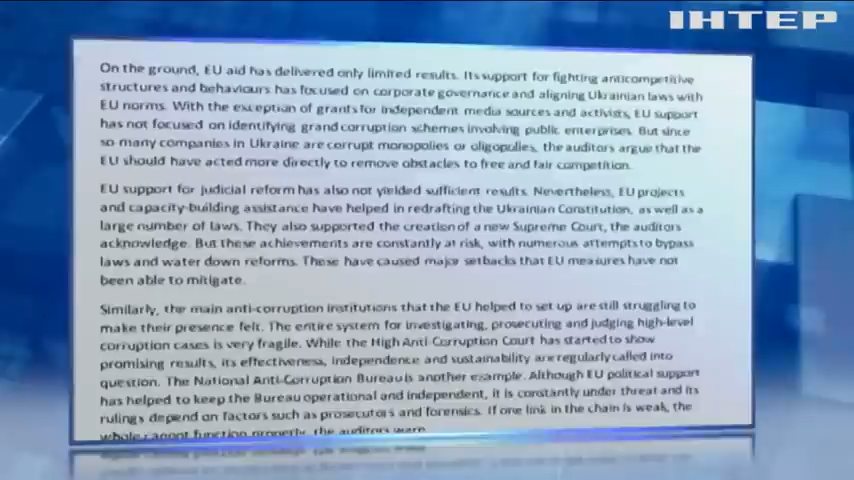 ІНТЕР
On the ground, EU aid has delivered only limited results. Its support for fighting anticompetitive
structures and behaviours has focused on corporate governance and aligning Ukrainian laws with
EU norms. With the exception of grants for independent media sources and activists, EU support
has not focused on identifying grand corruption schemes involving public enterprises. But since
so many companies in Ukraine are corrupt monopolies or oligopolies, the auditors argue that the
EU should have acted more directly to remove obstacles to free and fair competition.
EU support for judicial reform has also not yielded sufficient results. Nevertheless, EU projects
and capacity-building assistance have helped in redrafting the Ukrainian Constitution, as well as a
large number of laws. They also supported the creation of a new Supreme Court, the auditors
acknowledge. But these achievements are constantly at risk, with numerous attempts to bypass
laws and water down reforms. These have caused major setbacks that EU measures have not
been able to mitigate.
Similarly, the main anti-corruption institutions that the EU helped to set up are still struggling to
make their presence felt. The entire system for investigating, prosecuting and judging high-level
corruption cases is very fragile. While the High Anti-Corruption Court has started to show
promising results, its effectiveness, independence and sustainability are regularly called into
question. The National Anti-Corruption Bureau is another example. Although EU political support
has helped to keep the Bureau operational and independent, it is constantly under threat and its
rulings depend on factors such as prosecutors and forensics. If one link in the chain is weak, the
whole cannot function properly, the auditors warn.